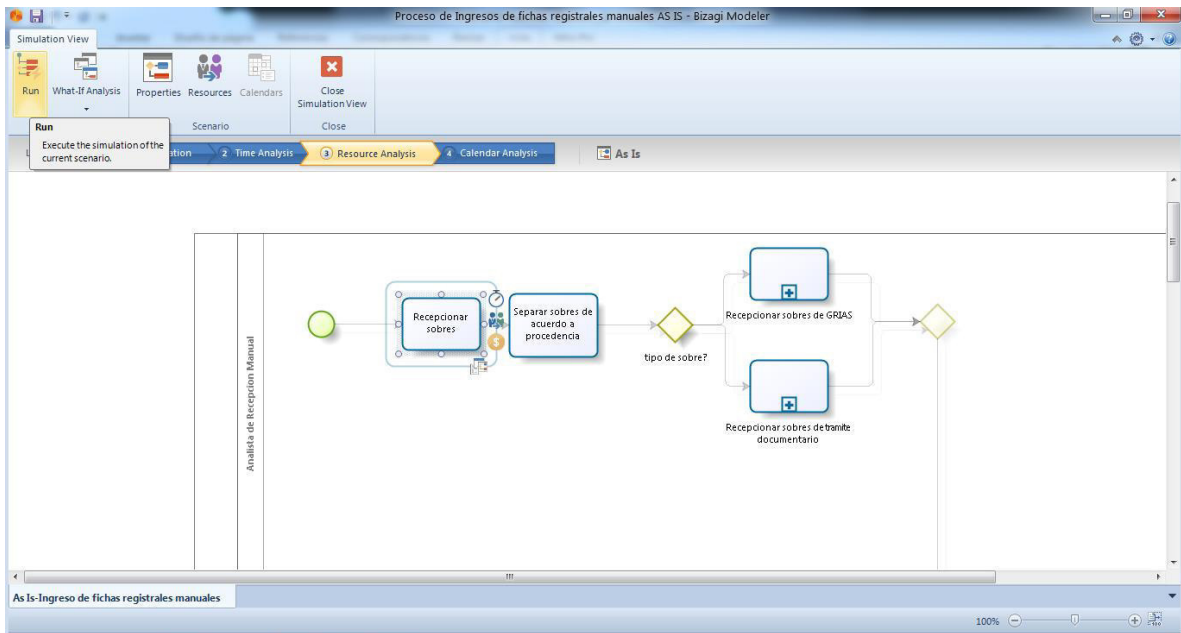 Proceso de Ingresos de fichas registrales manuales AS IS - Bizagi Modeler
Simulation View
Run
What-If Analysis
Properties
Resources
Calendars
Close
Simulation View
Scenario
Close
Run
Execute the simulation of the
current scenario.
2 Time Analysis
3 Resource Analysis
4 Calendar Analysis
As Is
Analista de Recepcion Manual
Recepcionar
sobres
Separar sobres de
acuerdo a
procedencia
tipo de sobre?
Recepcionar sobres de GRIAS
Recepcionar sobres de tramite
documentario
As Is-Ingreso de fichas registrales manuales
100%